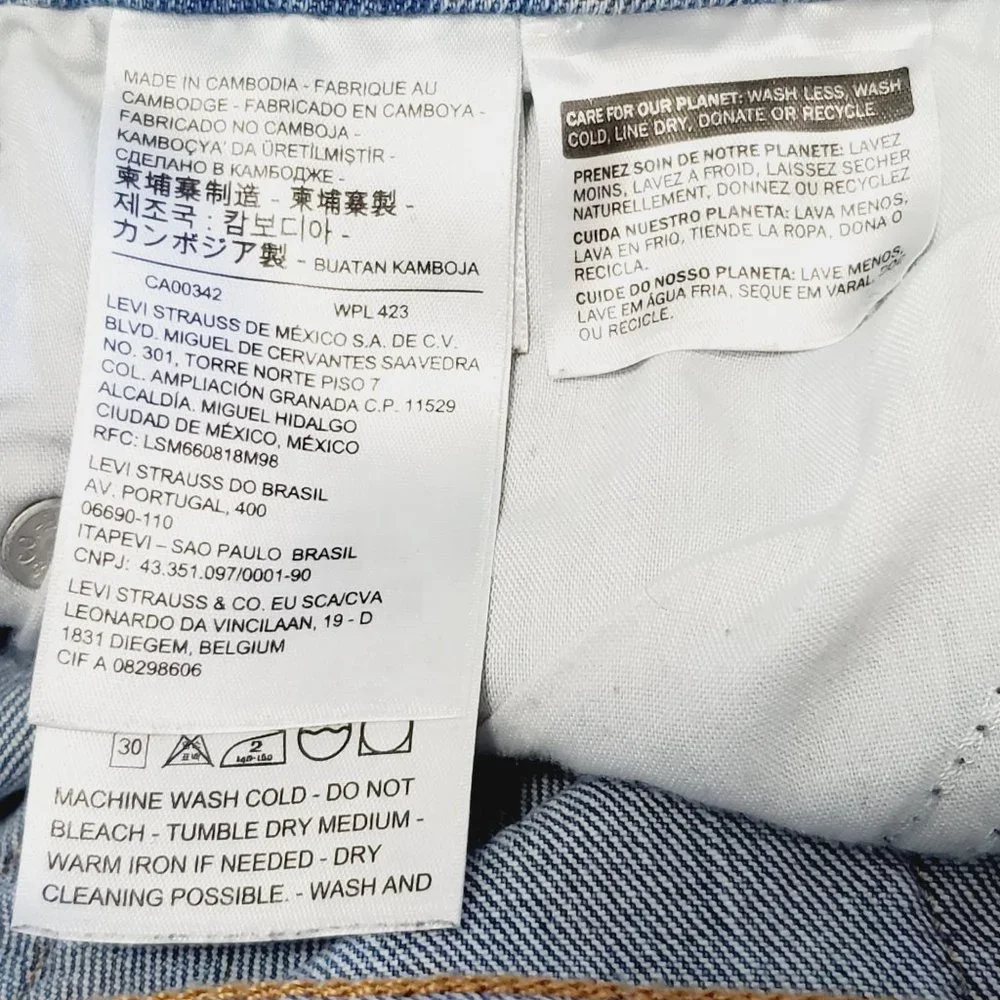 MADE IN CAMBODIA - FABRIQUE AU
CAMBODGE - FABRICADO EN CAMBOYA -
FABRICADO NO CAMBOJA -
KAMBOÇYA' DA ÜRETİLMİŞTİR -
СДЕЛАНО В КАМБОДЖЕ -
柬埔寨制造 - 柬埔寨製 -
제조국 : 캄보디아 -
カンボジア製 - BUATAN KAMBOJA
CA00342
WPL 423
LEVI STRAUSS DE MÉXICO S.A. DE C.V.
BLVD. MIGUEL DE CERVANTES SAAVEDRA
NO. 301, TORRE NORTE PISO 7
COL. AMPLIACIÓN GRANADA C.P. 11529
ALCALDÍA. MIGUEL HIDALGO
CIUDAD DE MÉXICO, MÉXICO
RFC: LSM660818M98
LEVI STRAUSS DO BRASIL
AV. PORTUGAL, 400
06690-110
ITAPEVI – SAO PAULO BRASIL
CNPJ: 43.351.097/0001-90
LEVI STRAUSS & CO. EU SCA/CVA
LEONARDO DA VINCILAAN, 19 - D
1831 DIEGEM, BELGIUM
CIF A 08298606
30
2
MACHINE WASH COLD - DO NOT
BLEACH - TUMBLE DRY MEDIUM -
WARM IRON IF NEEDED - DRY
CLEANING POSSIBLE. - WASH AND
CARE FOR OUR PLANET: WASH LESS, WASH
COLD, LINE DRY, DONATE OR RECYCLE
PRENEZ SOIN DE NOTRE PLANETE: LAVEZ
MOINS, LAVEZ A FROID, LAISSEZ SECHER
NATURELLEMENT, DONNEZ OU RECYCLEZ
CUIDA NUESTRO PLANETA: LAVA MENOS,
LAVA EN FRIO, TIENDE LA ROPA, DONA O
RECICLA.
CUIDE DO NOSSO PLANETA: LAVE MENOS,
LAVE EM ÁGUA FRIA, SEQUE EM VARAL,
OU RECICLE.